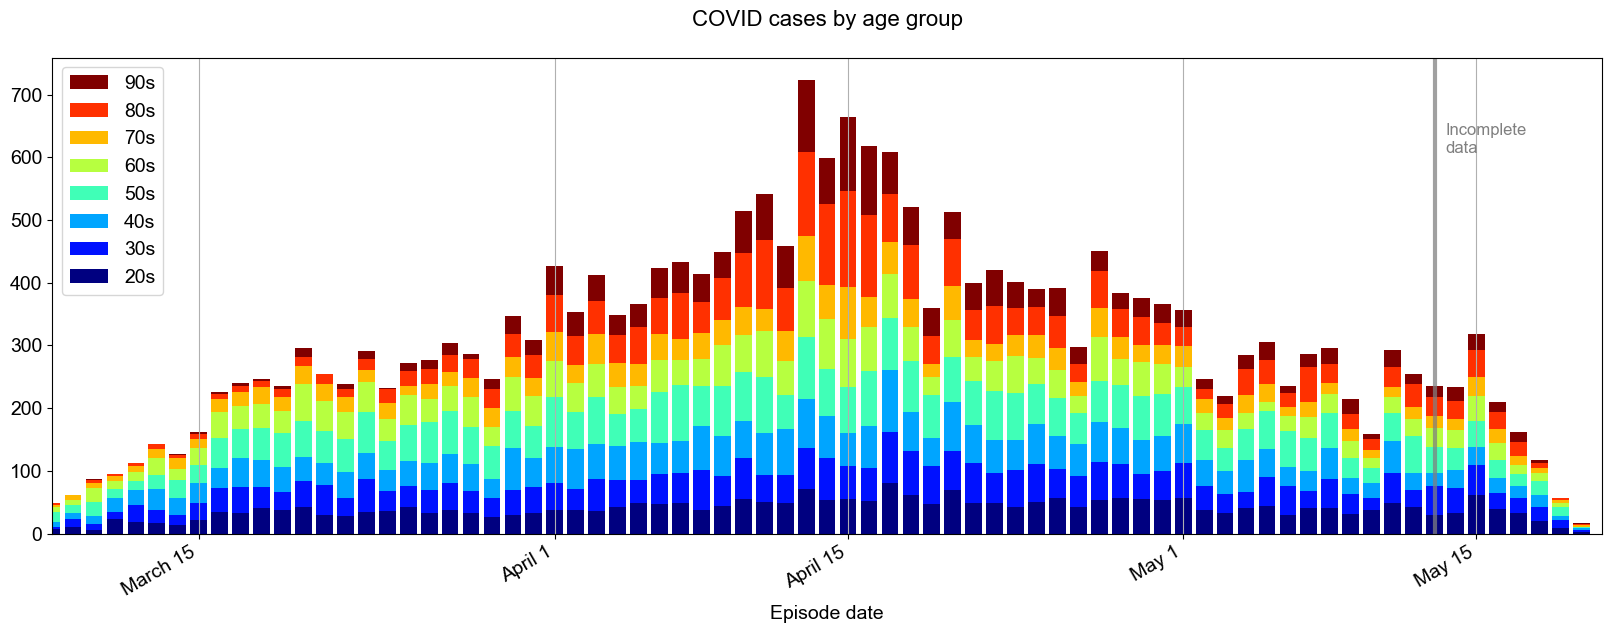 COVID cases by age group
700
600
500
400
300
200
100
0
90s
80s
70s
60s
50s
40s
30s
20s
Incomplete
data
March 15
April 1
April 15
May 1
May 15
Episode date